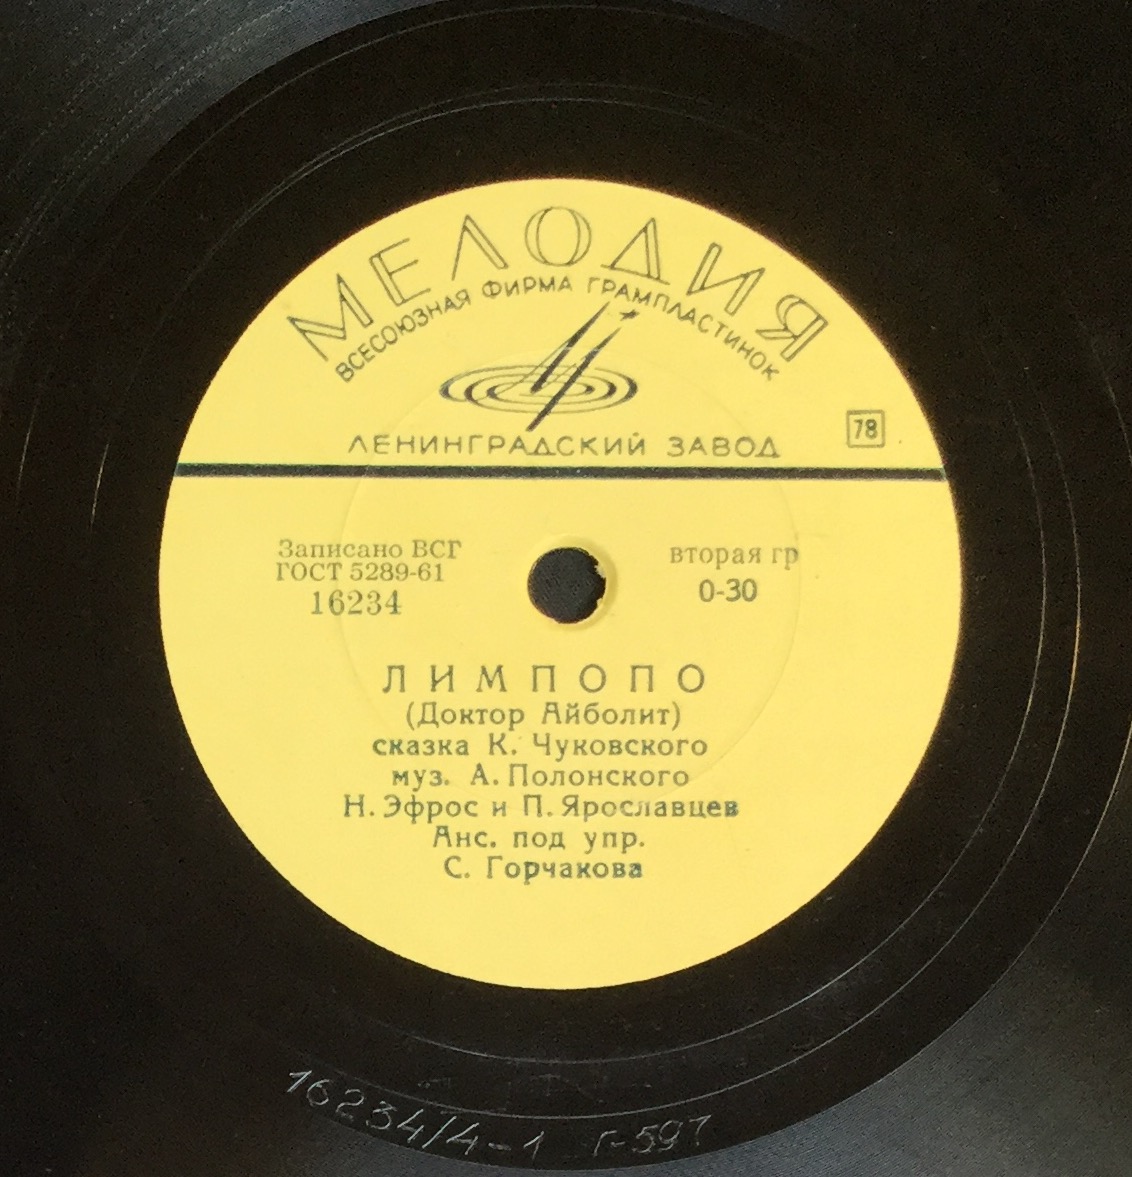 МЕЛОДИЯ
ВСЕСОЮЗНАЯ ФИРМА ГРАМПЛАСТИНОК
ЛЕНИНГРАДСКИЙ ЗАВОД
78
Записано ВСГ
ГОСТ 5289-61
16234
вторая гр
0-30
ЛИМПОПО
(Доктор Айболит)
сказка К. Чуковского
муз. А. Полонского
Н. Эфрос и П. Ярославцев
Анс. под упр.
С. Горчакова
16234/4-1 Г-597